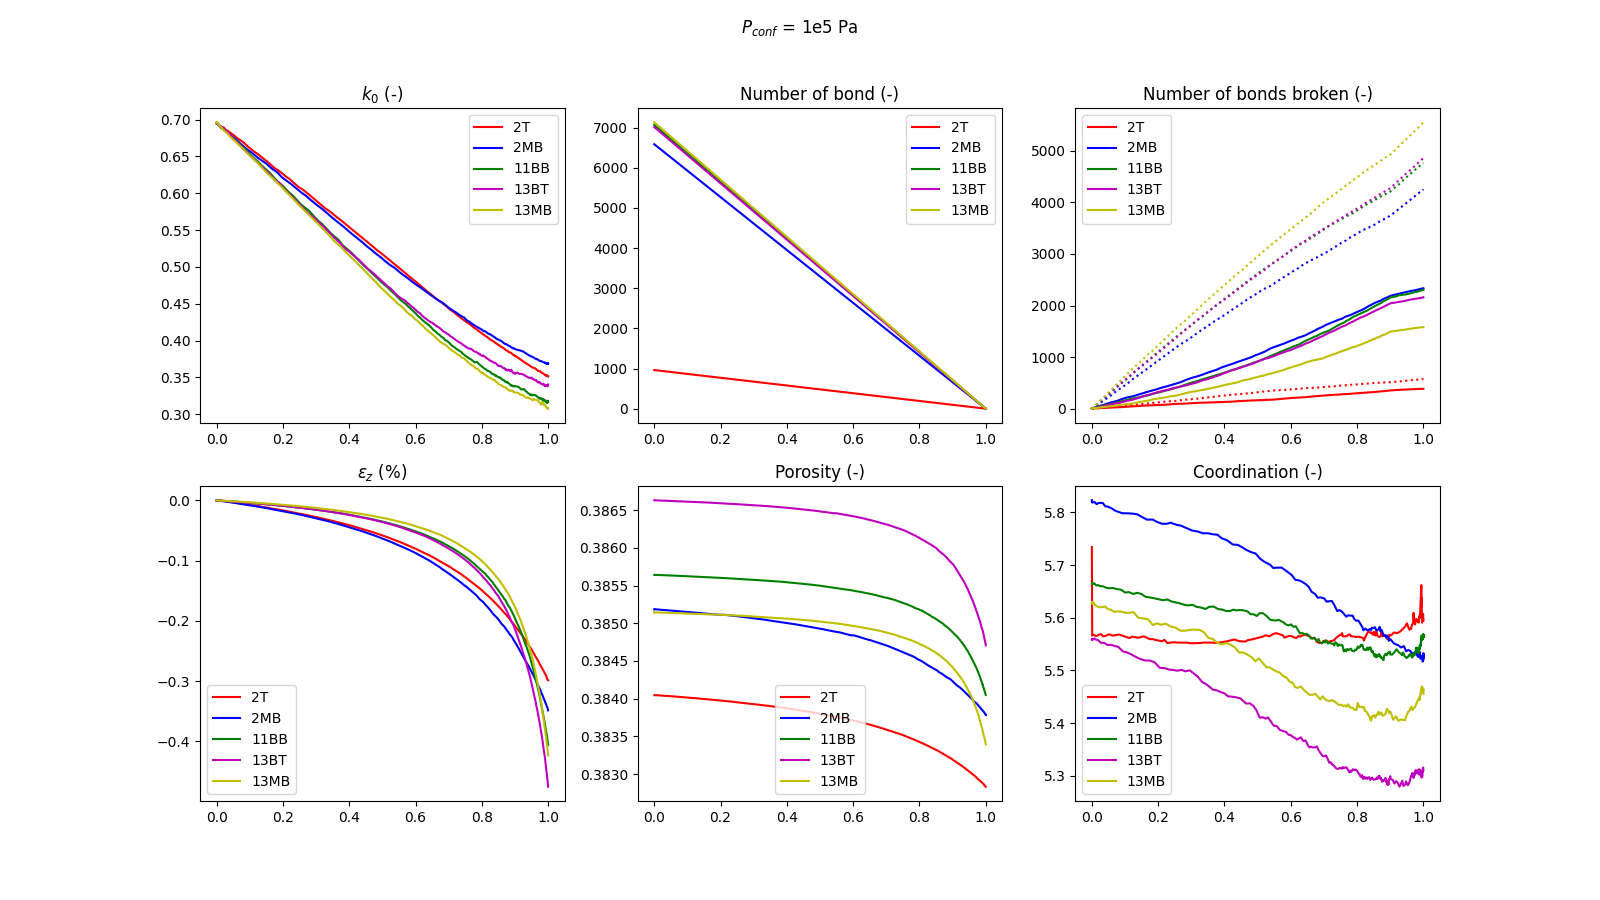 P_conf = 1e5 Pa
k_0 (-)
0.70
0.65
0.60
0.55
0.50
0.45
0.40
0.35
0.30
0.0 0.2 0.4 0.6 0.8 1.0
2T
2MB
11BB
13BT
13MB
Number of bond (-)
7000
6000
5000
4000
3000
2000
1000
0
0.0 0.2 0.4 0.6 0.8 1.0
2T
2MB
11BB
13BT
13MB
Number of bonds broken (-)
5000
4000
3000
2000
1000
0
0.0 0.2 0.4 0.6 0.8 1.0
2T
2MB
11BB
13BT
13MB
ε_z (%)
0.0
−0.1
−0.2
−0.3
−0.4
0.0 0.2 0.4 0.6 0.8 1.0
2T
2MB
11BB
13BT
13MB
Porosity (-)
0.3865
0.3860
0.3855
0.3850
0.3845
0.3840
0.3835
0.3830
0.0 0.2 0.4 0.6 0.8 1.0
2T
2MB
11BB
13BT
13MB
Coordination (-)
5.8
5.7
5.6
5.5
5.4
5.3
0.0 0.2 0.4 0.6 0.8 1.0
2T
2MB
11BB
13BT
13MB